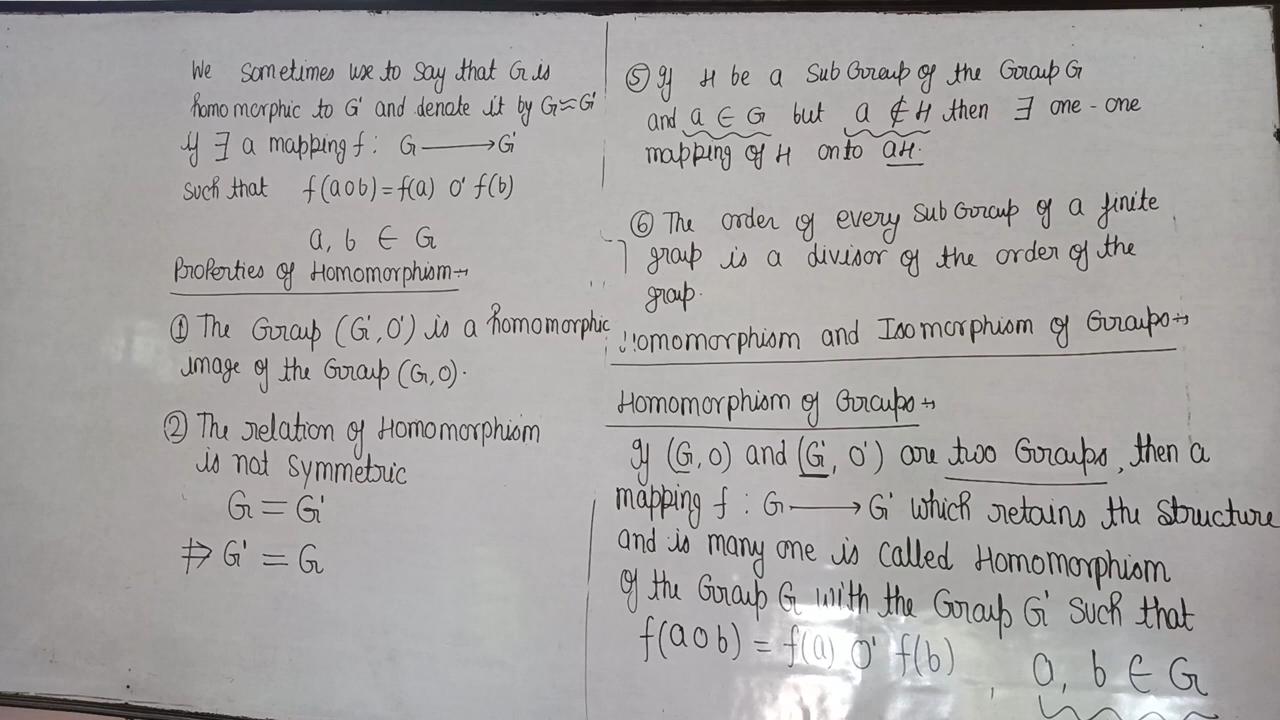 We sometimes use to say that G is
homomorphic to G' and denote it by G≃G'
If ∃ a mapping f : G ⟶ G'
such that f(aob) = f(a) o' f(b)
a, b ∈ G
Properties of Homomorphism→
① The Group (G', o') is a homomorphic
image of the Group (G, o).
② The relation of Homomorphism
is not symmetric
G = G'
⇏ G' = G
⑤ If H be a Sub Group of the Group G
and a ∈ G but a ∉ H then ∃ one-one
mapping of H onto aH.
⑥ The order of every Sub Group of a finite
group is a divisor of the order of the
group.
Homomorphism and Isomorphism of Groups→
Homomorphism of Groups→
If (G, o) and (G', o') are two Groups, then a
mapping f : G ⟶ G' which retains the structure
and is many one is called Homomorphism
of the Group G with the Group G' such that
f(aob) = f(a) o' f(b) , a, b ∈ G